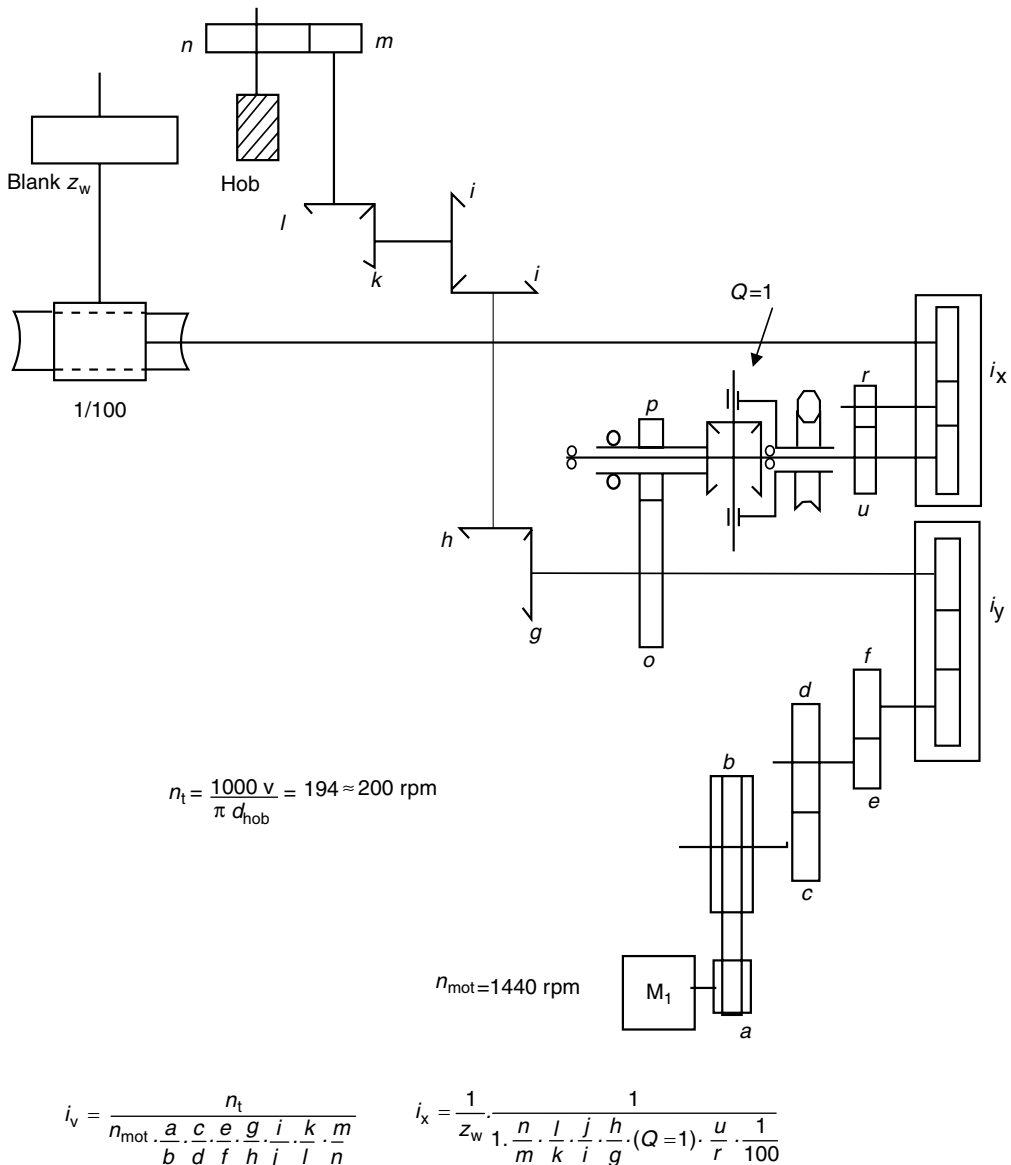 n
m
Blank z_w
Hob
i
l
k
i
Q=1
1/100
i_x
r
p
u
h
i_y
g
o
f
d
b
e
n_t = 1000 v / π d_hob = 194 ≈ 200 rpm
c
n_mot = 1440 rpm
M_1
a
i_v = n_t / (n_mot · a/b · c/d · e/f · g/h · i/j · k/l · m/n)
i_x = 1/z_w · 1 / (1. n/m · l/k · j/i · h/g · (Q = 1) · u/r · 1/100)